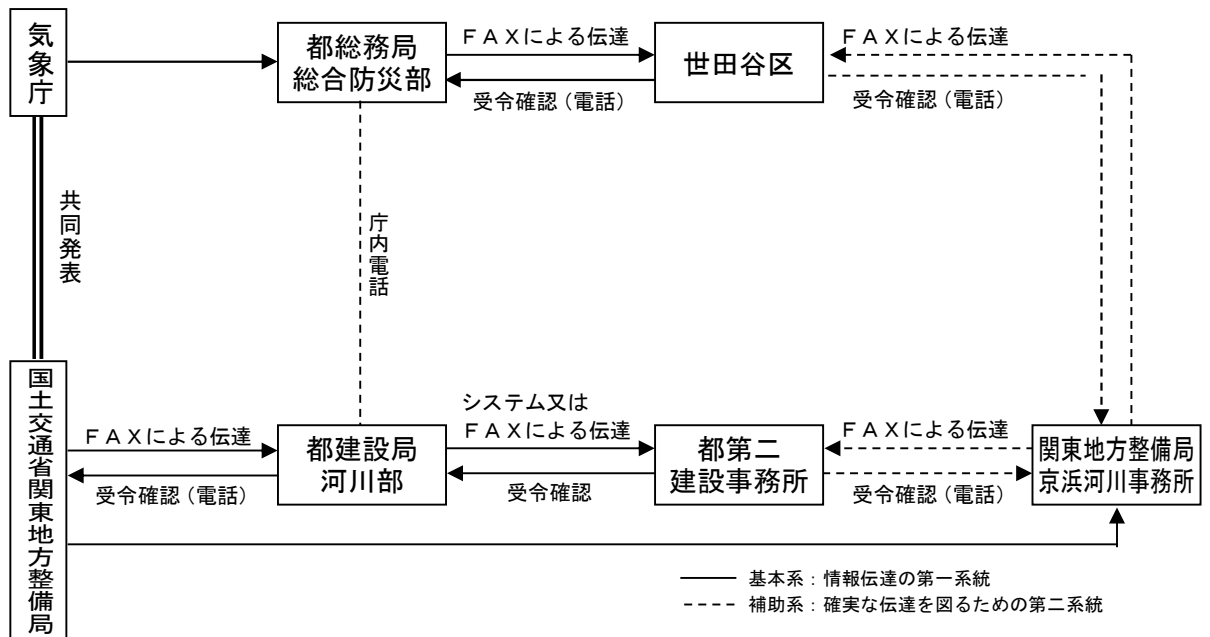 気象庁
都総務局
総合防災部
ＦＡＸによる伝達
受令確認（電話）
世田谷区
ＦＡＸによる伝達
受令確認（電話）
共同発表
庁内電話
国土交通省関東地方整備局
ＦＡＸによる伝達
受令確認（電話）
都建設局
河川部
システム又は
ＦＡＸによる伝達
受令確認
都第二
建設事務所
ＦＡＸによる伝達
受令確認（電話）
関東地方整備局
京浜河川事務所
基本系：情報伝達の第一系統
補助系：確実な伝達を図るための第二系統